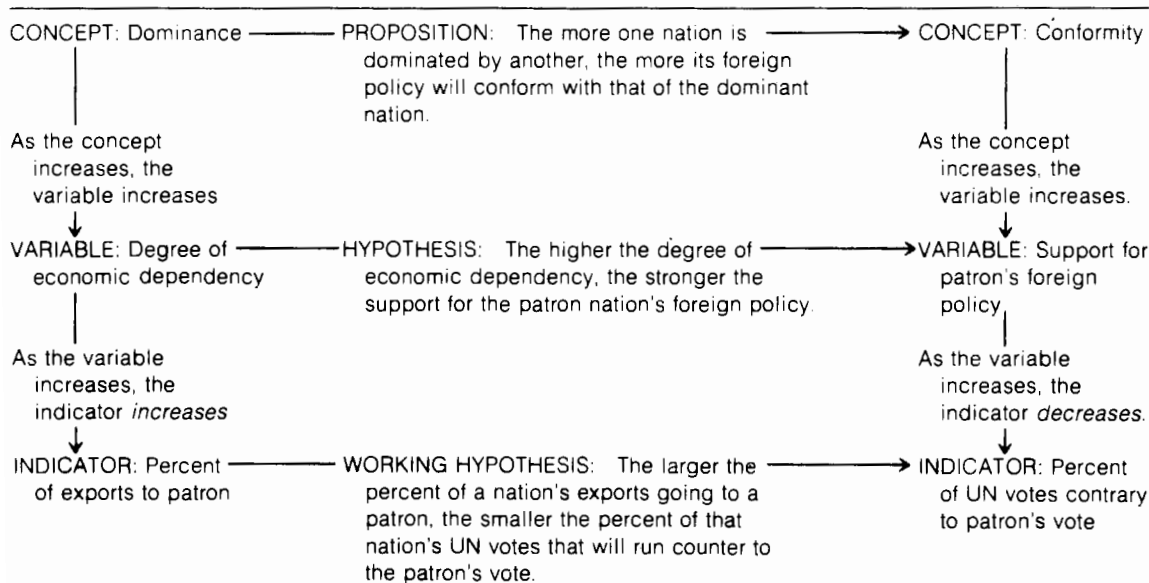 CONCEPT: Dominance
PROPOSITION: The more one nation is
dominated by another, the more its foreign
policy will conform with that of the dominant
nation.
CONCEPT: Conformity
As the concept
increases, the
variable increases
As the concept
increases, the
variable increases.
VARIABLE: Degree of
economic dependency
HYPOTHESIS: The higher the degree of
economic dependency, the stronger the
support for the patron nation's foreign policy.
VARIABLE: Support for
patron's foreign
policy
As the variable
increases, the
indicator increases
As the variable
increases, the
indicator decreases.
INDICATOR: Percent
of exports to patron
WORKING HYPOTHESIS: The larger the
percent of a nation's exports going to a
patron, the smaller the percent of that
nation's UN votes that will run counter to
the patron's vote.
INDICATOR: Percent
of UN votes contrary
to patron's vote